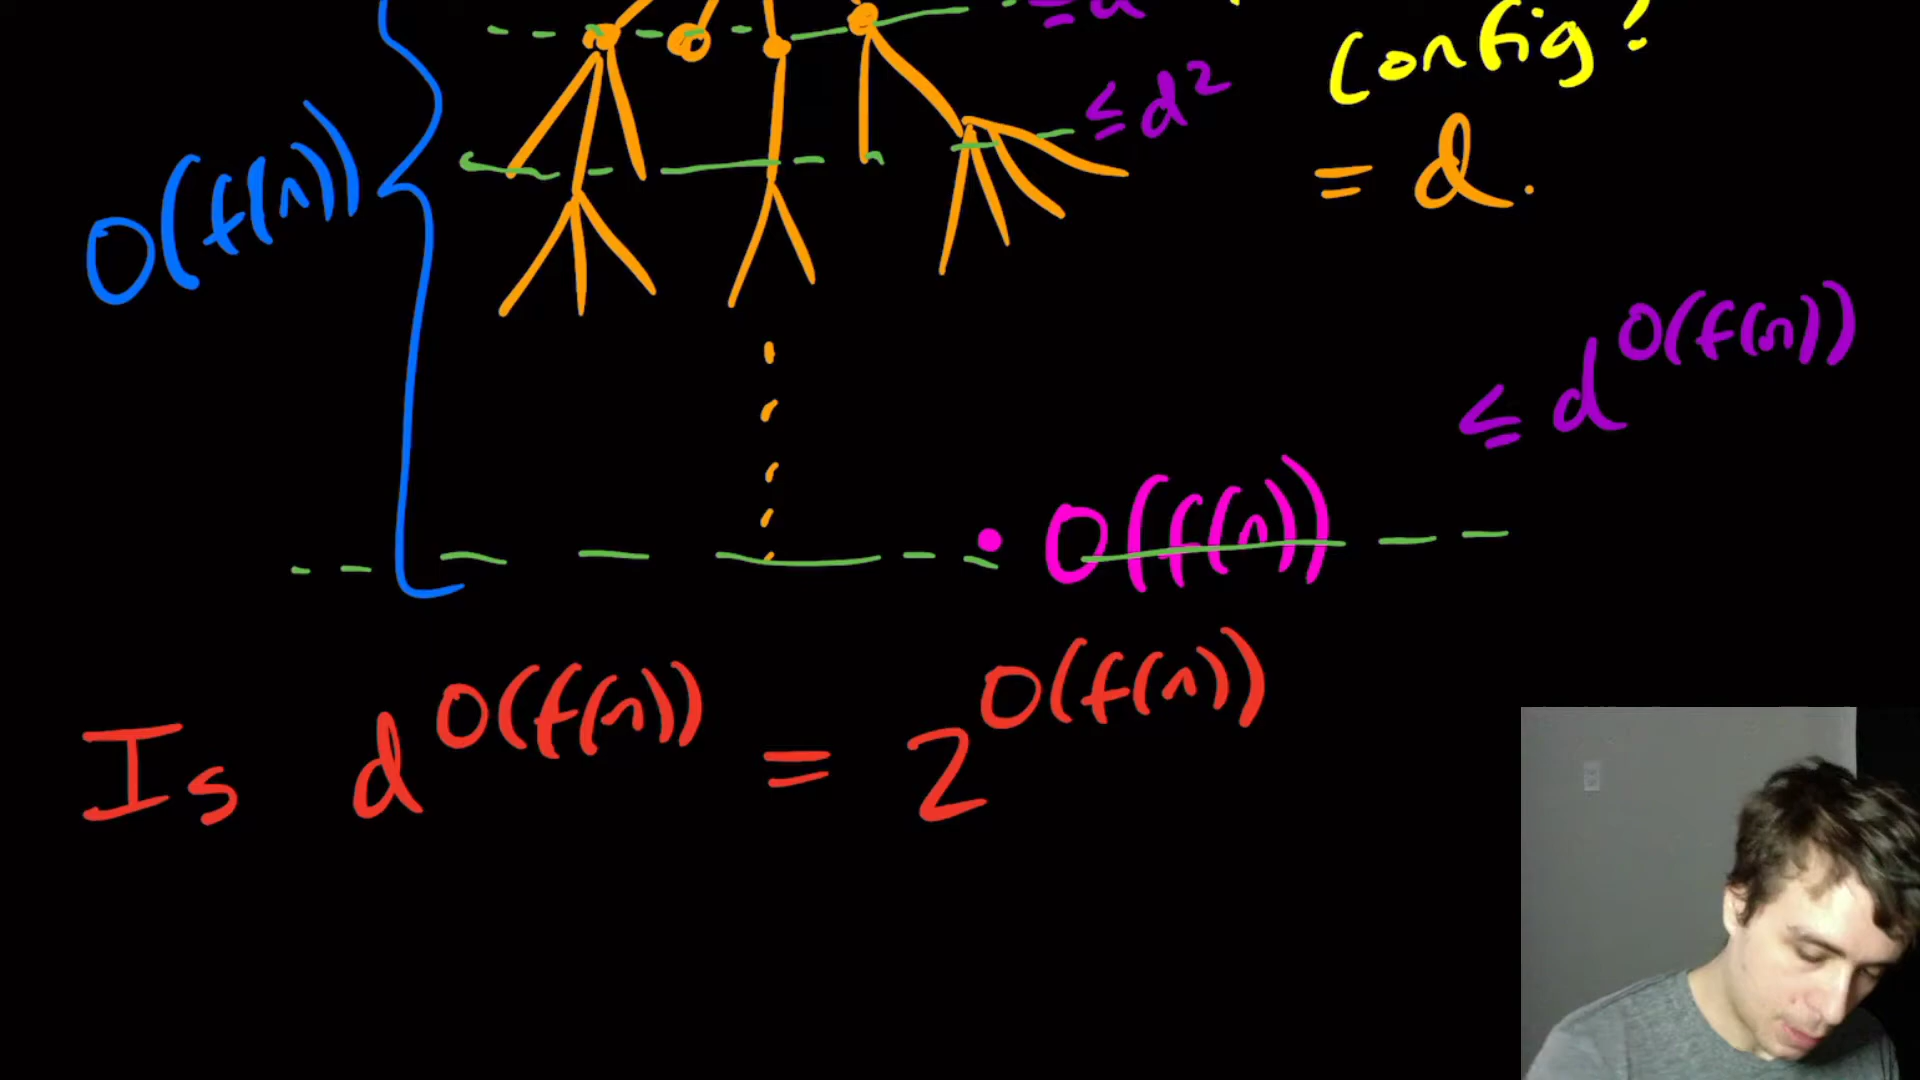 config?
≤ d²
= d.
O(f(n))
≤ d^O(f(n))
• O(f(n))
Is d^O(f(n)) = 2^O(f(n))